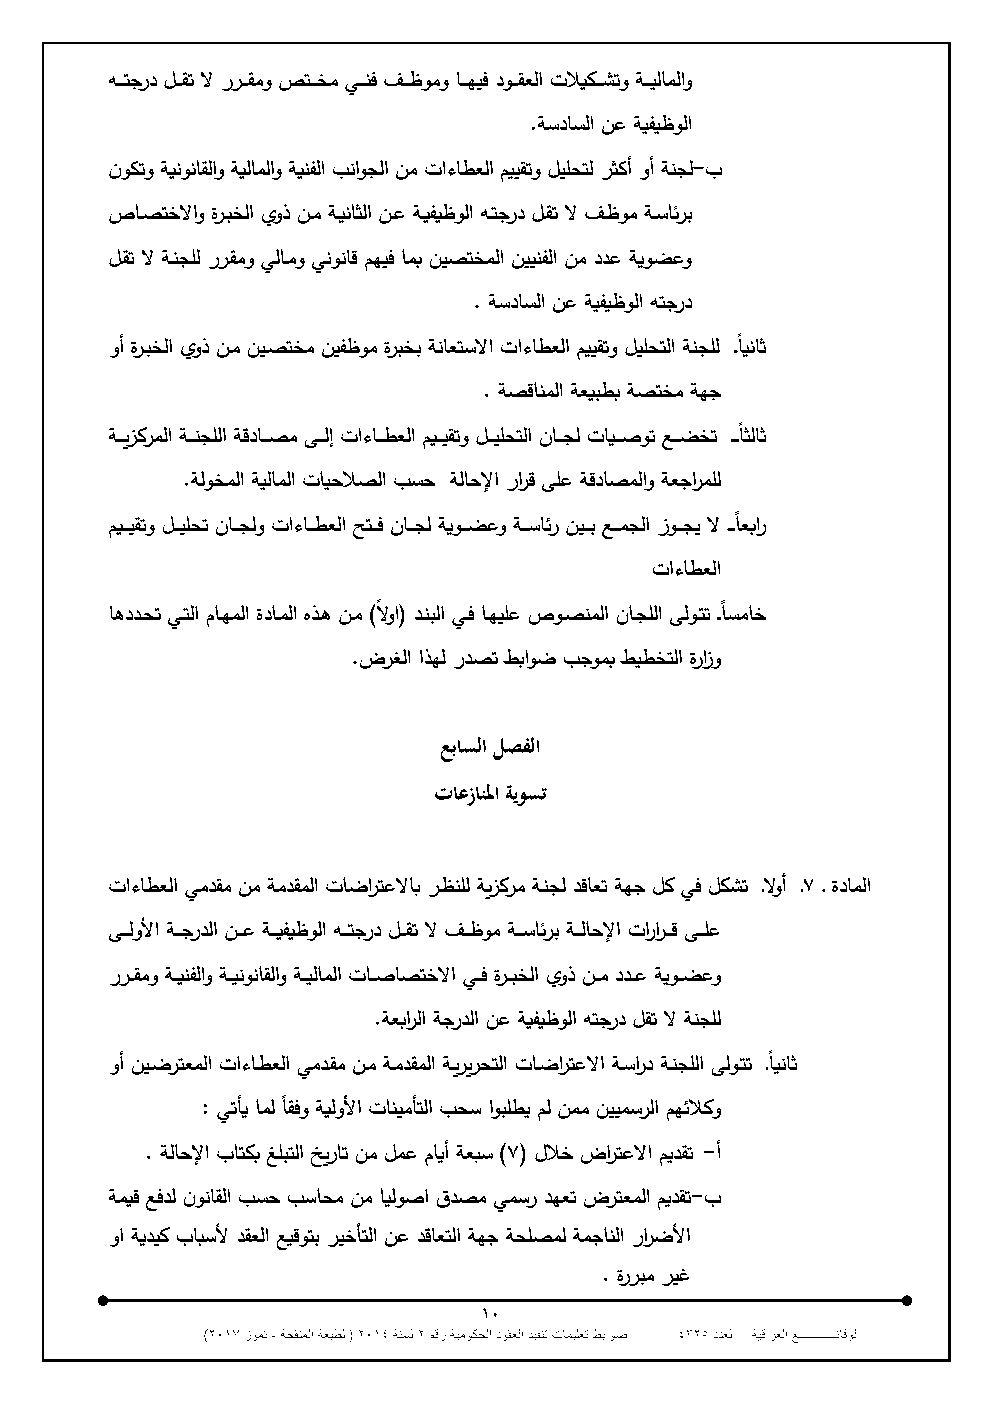 والمالية وتشكيلات العقود فيها وموظف فني مختص ومقرر لا تقل درجته
الوظيفية عن السادسة.
ب-لجنة أو أكثر لتحليل وتقييم العطاءات من الجوانب الفنية والمالية والقانونية وتكون
برئاسة موظف لا تقل درجته الوظيفية عن الثانية من ذوي الخبرة والاختصاص
وعضوية عدد من الفنيين المختصين بما فيهم قانوني ومالي ومقرر للجنة لا تقل
درجته الوظيفية عن السادسة .
ثانياً. للجنة التحليل وتقييم العطاءات الاستعانة بخبرة موظفين مختصين من ذوي الخبرة أو
جهة مختصة بطبيعة المناقصة .
ثالثاً- تخضع توصيات لجان التحليل وتقييم العطاءات إلى مصادقة اللجنة المركزية
للمراجعة والمصادقة على قرار الإحالة حسب الصلاحيات المالية المخولة.
رابعاً- لا يجوز الجمع بين رئاسة وعضوية لجان فتح العطاءات ولجان تحليل وتقييم
العطاءات
خامساً- تتولى اللجان المنصوص عليها في البند (اولاً) من هذه المادة المهام التي تحددها
وزارة التخطيط بموجب ضوابط تصدر لهذا الغرض.
الفصل السابع
تسوية المنازعات
المادة . ٧. أولا. تشكل في كل جهة تعاقد لجنة مركزية للنظر بالاعتراضات المقدمة من مقدمي العطاءات
على قرارات الإحالة برئاسة موظف لا تقل درجته الوظيفية عن الدرجة الأولى
وعضوية عدد من ذوي الخبرة في الاختصاصات المالية والقانونية والفنية ومقرر
للجنة لا تقل درجته الوظيفية عن الدرجة الرابعة.
ثانياً. تتولى اللجنة دراسة الاعتراضات التحريرية المقدمة من مقدمي العطاءات المعترضين أو
وكلائهم الرسميين ممن لم يطلبوا سحب التأمينات الأولية وفقاً لما يأتي :
أ- تقديم الاعتراض خلال (٧) سبعة أيام عمل من تاريخ التبلغ بكتاب الإحالة .
ب-تقديم المعترض تعهد رسمي مصدق اصوليا من محاسب حسب القانون لدفع قيمة
الأضرار الناجمة لمصلحة جهة التعاقد عن التأخير بتوقيع العقد لأسباب كيدية او
غير مبررة .
١٠
لوقائـــــــــع العراقية لعدد ٤٣٢٥ ضوابط تعليمات تنفيذ العقود الحكومية رقم ٢ لسنة ٢٠١٤ ( لطبعة المنقحة - تموز ٢٠١٧)